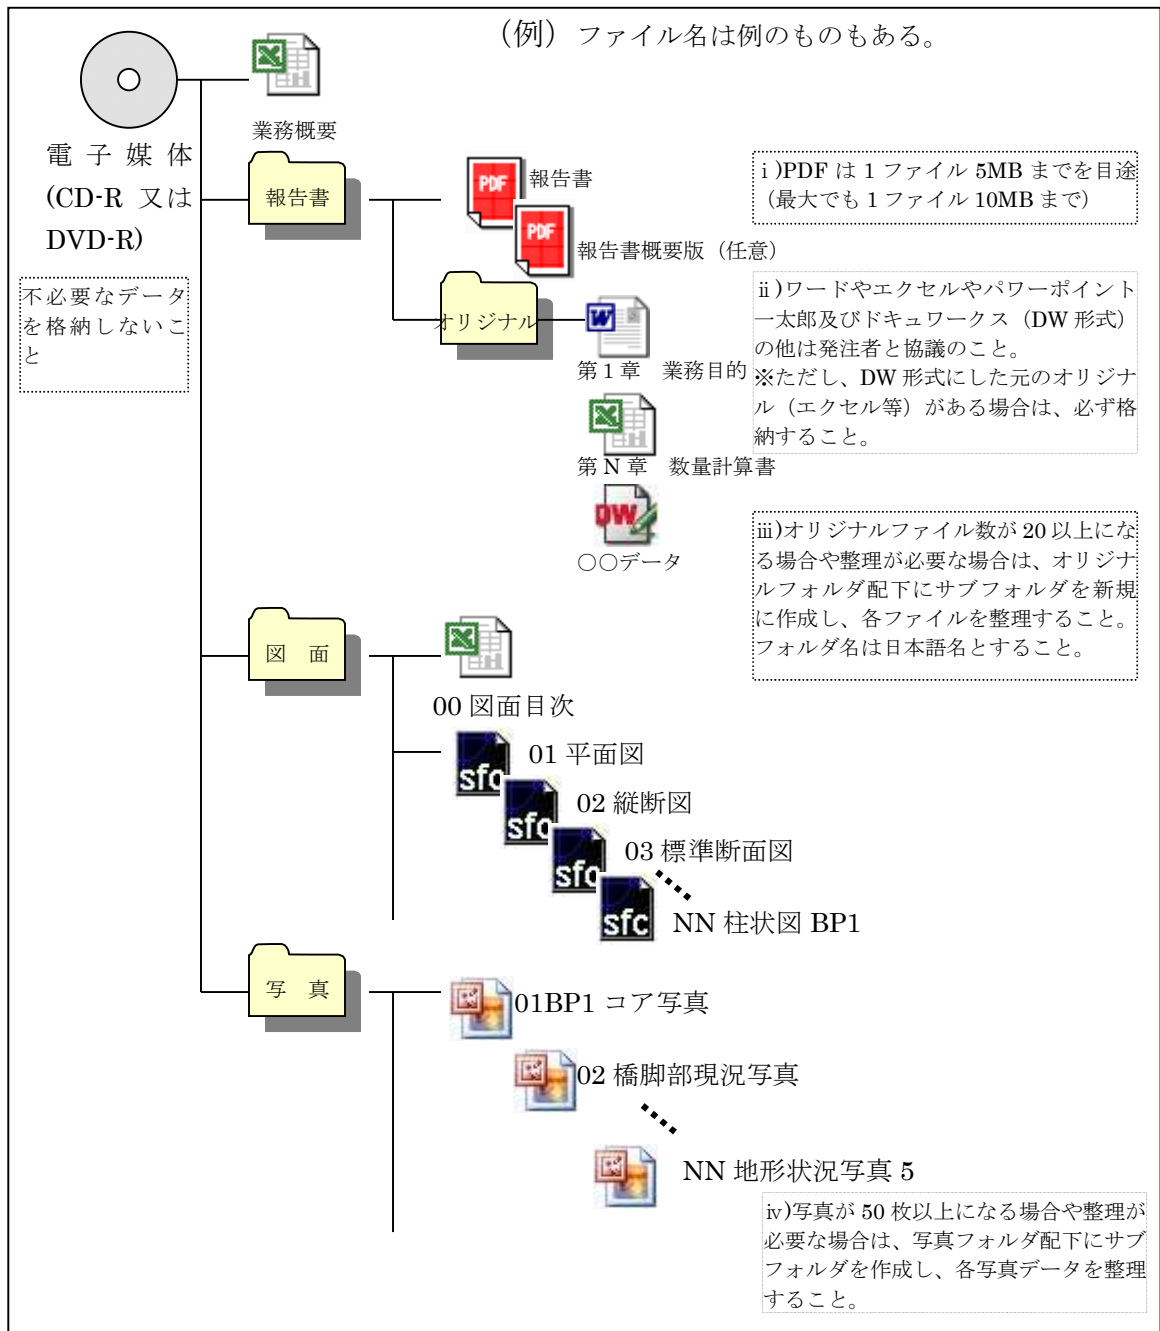 （例）ファイル名は例のものもある。
業務概要
電子媒体
(CD-R 又は
DVD-R)
不必要なデータ
を格納しないこ
と
報告書
PDF
報告書
PDF
報告書概要版（任意）
ⅰ)PDF は 1 ファイル 5MB までを目途
（最大でも 1 ファイル 10MB まで）
オリジナル
第 1 章　業務目的
第 N 章　数量計算書
DW
○○データ
ⅱ)ワードやエクセルやパワーポイント
一太郎及びドキュワークス（DW 形式）
の他は発注者と協議のこと。
※ただし、DW 形式にした元のオリジナ
ル（エクセル等）がある場合は、必ず格
納すること。
ⅲ)オリジナルファイル数が 20 以上にな
る場合や整理が必要な場合は、オリジナ
ルフォルダ配下にサブフォルダを新規
に作成し、各ファイルを整理すること。
フォルダ名は日本語名とすること。
図　面
00 図面目次
sfc
01 平面図
sfc
02 縦断図
sfc
03 標準断面図
sfc
NN 柱状図 BP1
写　真
01BP1 コア写真
02 橋脚部現況写真
NN 地形状況写真 5
ⅳ)写真が 50 枚以上になる場合や整理が
必要な場合は、写真フォルダ配下にサブ
フォルダを作成し、各写真データを整理
すること。